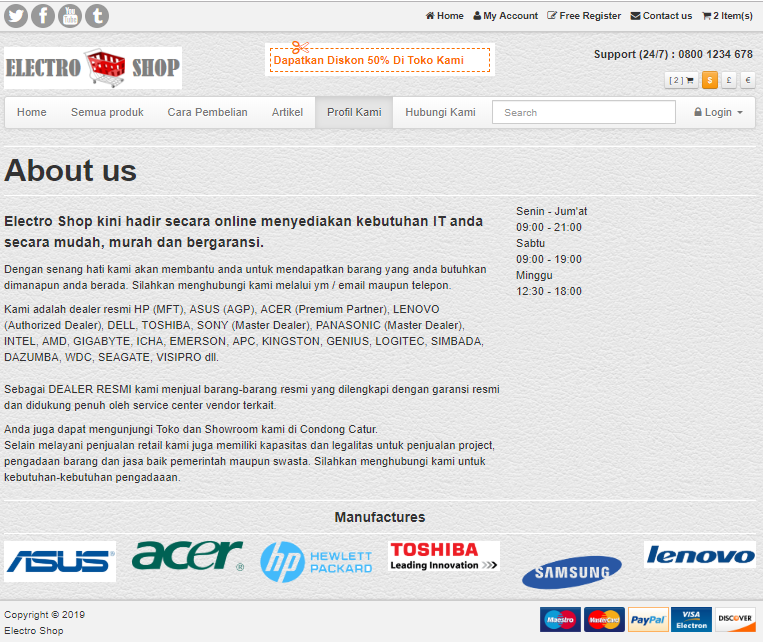 You
Tube
Home
My Account
Free Register
Contact us
2 Item(s)
ELECTRO SHOP
Dapatkan Diskon 50% Di Toko Kami
Support (24/7) : 0800 1234 678
[ 2 ]
$
£
€
Home
Semua produk
Cara Pembelian
Artikel
Profil Kami
Hubungi Kami
Search
Login
About us
Electro Shop kini hadir secara online menyediakan kebutuhan IT anda
secara mudah, murah dan bergaransi.
Dengan senang hati kami akan membantu anda untuk mendapatkan barang yang anda butuhkan
dimanapun anda berada. Silahkan menghubungi kami melalui ym / email maupun telepon.
Kami adalah dealer resmi HP (MFT), ASUS (AGP), ACER (Premium Partner), LENOVO
(Authorized Dealer), DELL, TOSHIBA, SONY (Master Dealer), PANASONIC (Master Dealer),
INTEL, AMD, GIGABYTE, ICHA, EMERSON, APC, KINGSTON, GENIUS, LOGITEC, SIMBADA,
DAZUMBA, WDC, SEAGATE, VISIPRO dll.
Sebagai DEALER RESMI kami menjual barang-barang resmi yang dilengkapi dengan garansi resmi
dan didukung penuh oleh service center vendor terkait.
Anda juga dapat mengunjungi Toko dan Showroom kami di Condong Catur.
Selain melayani penjualan retail kami juga memiliki kapasitas dan legalitas untuk penjualan project,
pengadaan barang dan jasa baik pemerintah maupun swasta. Silahkan menghubungi kami untuk
kebutuhan-kebutuhan pengadaaan.
Senin - Jum'at
09:00 - 21:00
Sabtu
09:00 - 19:00
Minggu
12:30 - 18:00
Manufactures
ASUS
acer
hp HEWLETT
PACKARD
TOSHIBA
Leading Innovation >>>
SAMSUNG
lenovo
Copyright © 2019
Electro Shop
Maestro
MasterCard
PayPal
VISA
Electron
DISCOVER